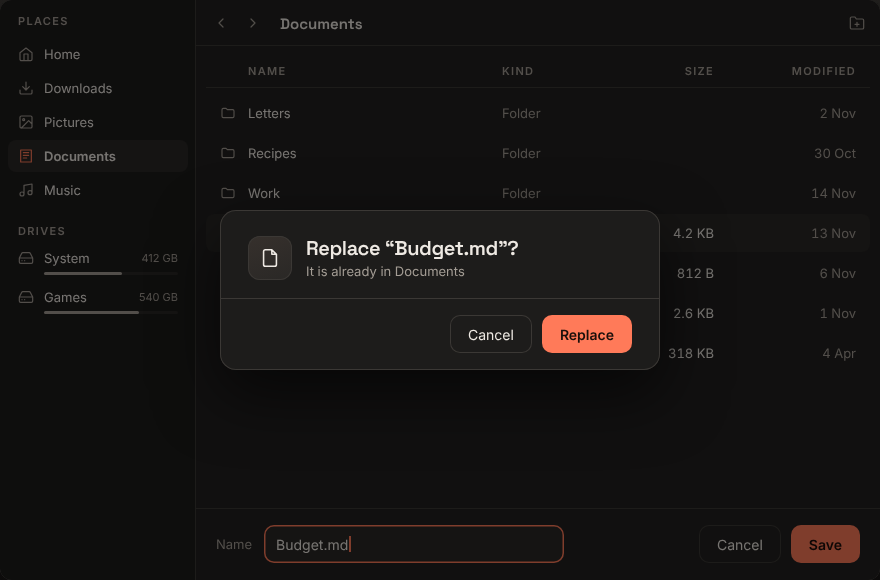 PLACES
Home
Downloads
Pictures
Documents
Music
DRIVES
System 412 GB
Games 540 GB
Documents
NAME KIND SIZE MODIFIED
Letters Folder 2 Nov
Recipes Folder 30 Oct
Work Folder 14 Nov
4.2 KB 13 Nov
812 B 6 Nov
2.6 KB 1 Nov
318 KB 4 Apr
Replace “Budget.md”?
It is already in Documents
Cancel Replace
Name Budget.md Cancel Save